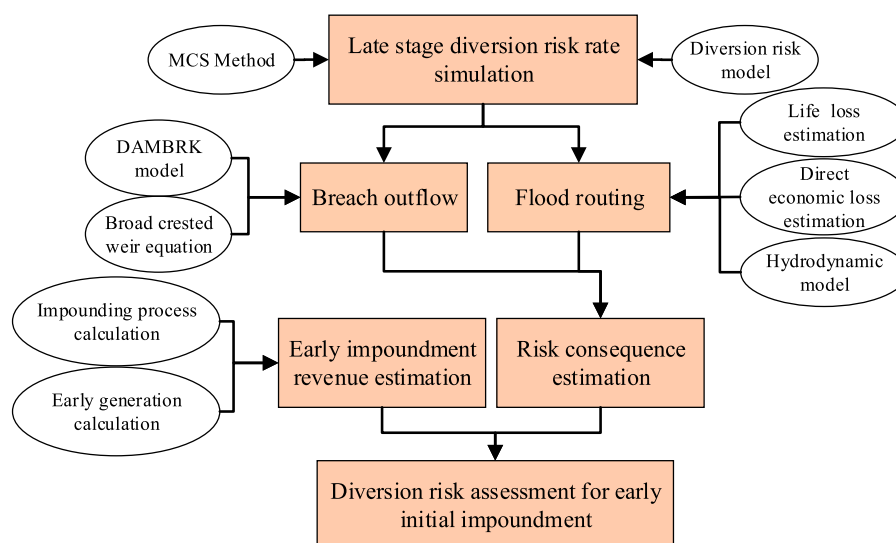 MCS Method
Late stage diversion risk rate
simulation
Diversion risk
model
DAMBRK
model
Broad crested
weir equation
Breach outflow
Flood routing
Life loss
estimation
Direct
economic loss
estimation
Hydrodynamic
model
Impounding process
calculation
Early generation
calculation
Early impoundment
revenue estimation
Risk consequence
estimation
Diversion risk assessment for early
initial impoundment